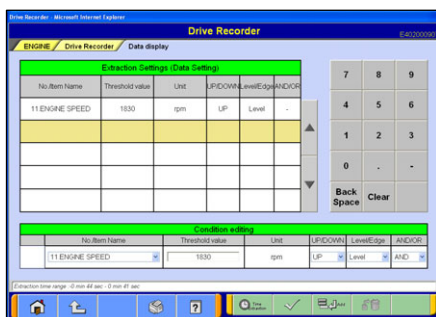 Drive Recorder - Microsoft Internet Explorer
Drive Recorder
E40200090
ENGINE Drive Recorder Data display
Extraction Settings (Data Setting)
No./Item Name Threshold value Unit UP/DOWN Level/Edge AND/OR
11.ENGINE SPEED 1830 rpm UP Level -
7 8 9
4 5 6
1 2 3
0 . -
Back Space Clear
Condition editing
No./Item Name Threshold value Unit UP/DOWN Level/Edge AND/OR
11.ENGINE SPEED 1830 rpm UP Level AND
Extraction time range : -0 min 44 sec - 0 min 41 sec
?
Time